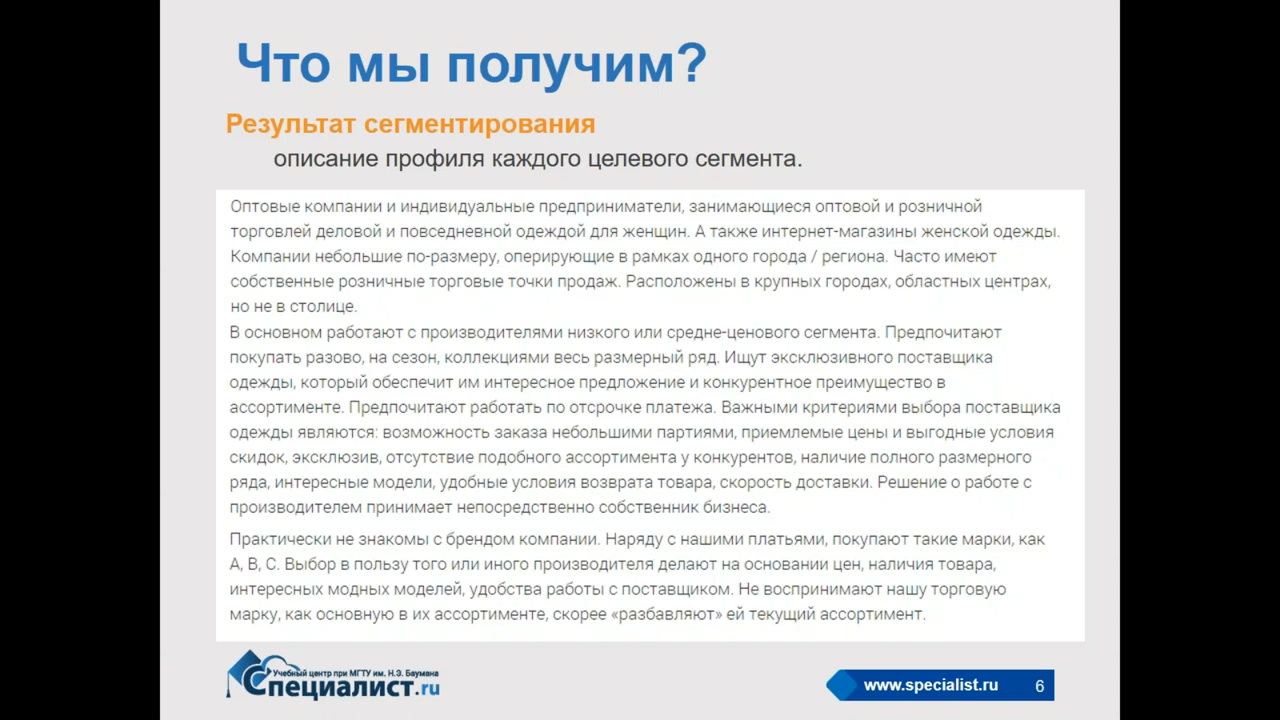 Что мы получим?
Результат сегментирования
описание профиля каждого целевого сегмента.
Оптовые компании и индивидуальные предприниматели, занимающиеся оптовой и розничной
торговлей деловой и повседневной одеждой для женщин. А также интернет-магазины женской одежды.
Компании небольшие по-размеру, оперирующие в рамках одного города / региона. Часто имеют
собственные розничные торговые точки продаж. Расположены в крупных городах, областных центрах,
но не в столице.
В основном работают с производителями низкого или средне-ценового сегмента. Предпочитают
покупать разово, на сезон, коллекциями весь размерный ряд. Ищут эксклюзивного поставщика
одежды, который обеспечит им интересное предложение и конкурентное преимущество в
ассортименте. Предпочитают работать по отсрочке платежа. Важными критериями выбора поставщика
одежды являются: возможность заказа небольшими партиями, приемлемые цены и выгодные условия
скидок, эксклюзив, отсутствие подобного ассортимента у конкурентов, наличие полного размерного
ряда, интересные модели, удобные условия возврата товара, скорость доставки. Решение о работе с
производителем принимает непосредственно собственник бизнеса.
Практически не знакомы с брендом компании. Наряду с нашими платьями, покупают такие марки, как
А, В, С. Выбор в пользу того или иного производителя делают на основании цен, наличия товара,
интересных модных моделей, удобства работы с поставщиком. Не воспринимают нашу торговую
марку, как основную в их ассортименте, скорее «разбавляют» ей текущий ассортимент.
Учебный центр при МГТУ им. Н.Э. Баумана
Специалист.ru
www.specialist.ru 6